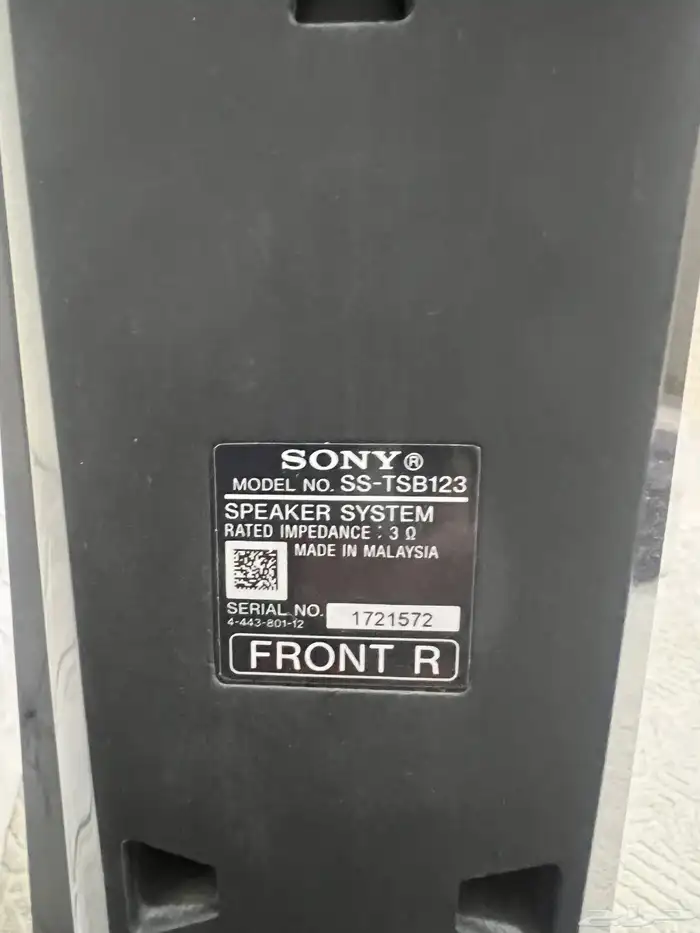 SONY®
MODEL NO. SS-TSB123
SPEAKER SYSTEM
RATED IMPEDANCE : 3 Ω
MADE IN MALAYSIA
SERIAL NO. 1721572
4-443-801-12
FRONT R
حراج